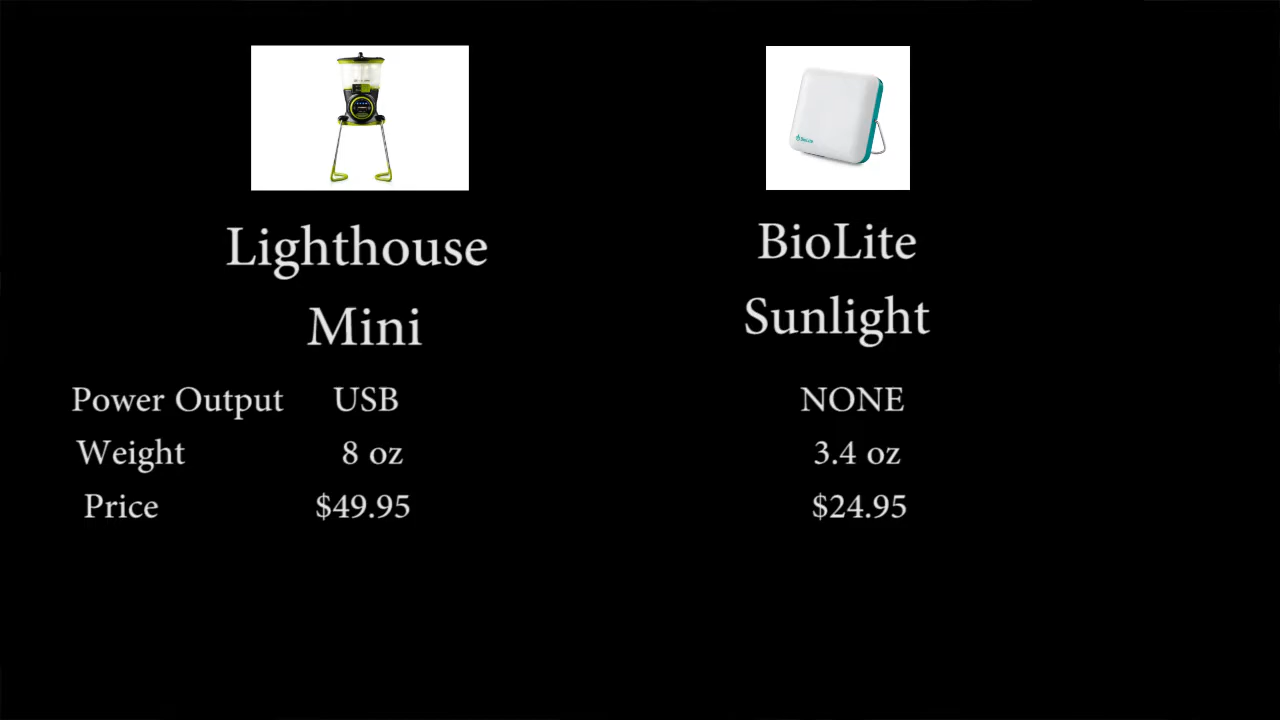 Lighthouse
Mini
BioLite
Sunlight
Power Output USB NONE
Weight 8 oz 3.4 oz
Price $49.95 $24.95